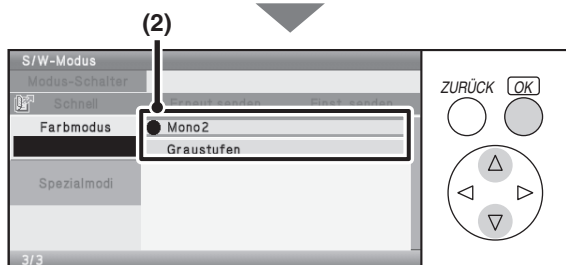 (2)
S/W-Modus
Modus-Schalter
Schnell Erneut senden Einst. senden
Farbmodus Mono2
Graustufen
Spezialmodi
3/3
ZURÜCK OK